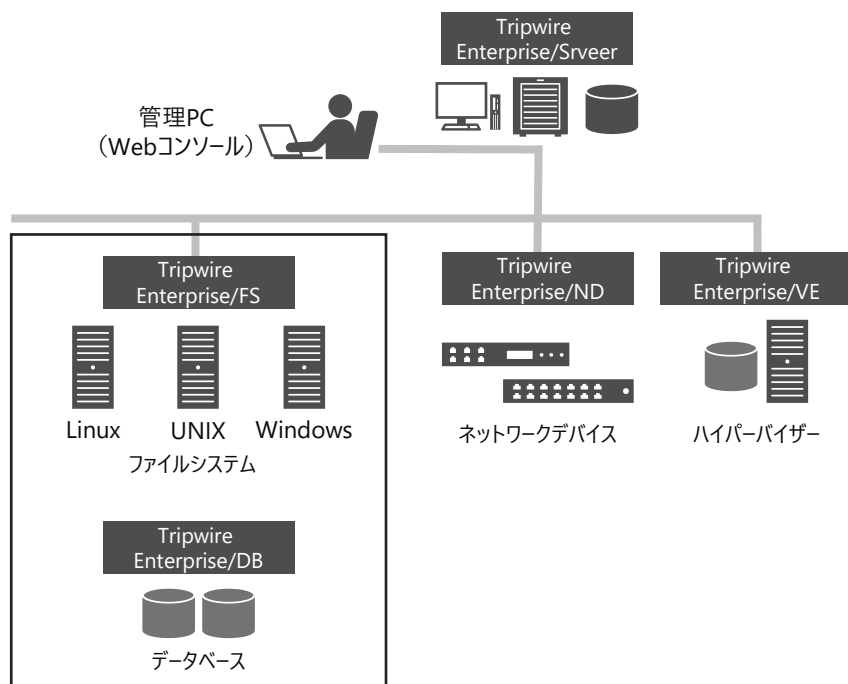 Tripwire
Enterprise/Srveer
管理PC
（Webコンソール）
Tripwire
Enterprise/FS
Tripwire
Enterprise/ND
Tripwire
Enterprise/VE
Linux
UNIX
Windows
ファイルシステム
ネットワークデバイス
ハイパーバイザー
Tripwire
Enterprise/DB
データベース